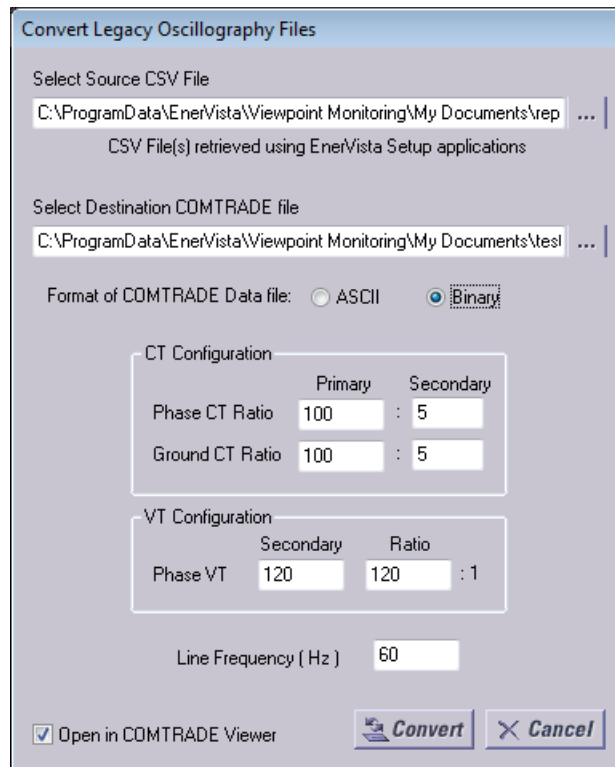 Convert Legacy Oscillography Files
Select Source CSV File
C:\ProgramData\EnerVista\Viewpoint Monitoring\My Documents\rep ...
CSV File(s) retrieved using EnerVista Setup applications
Select Destination COMTRADE file
C:\ProgramData\EnerVista\Viewpoint Monitoring\My Documents\test ...
Format of COMTRADE Data file: ASCII Binary
CT Configuration
Primary Secondary
Phase CT Ratio 100 : 5
Ground CT Ratio 100 : 5
VT Configuration
Secondary Ratio
Phase VT 120 120 : 1
Line Frequency ( Hz ) 60
Open in COMTRADE Viewer Convert Cancel